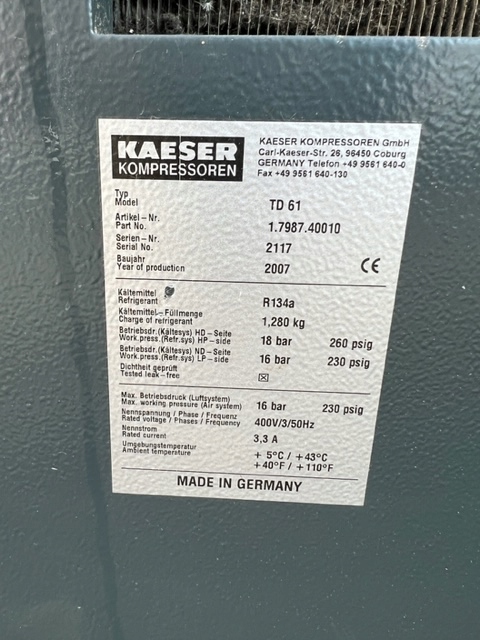 KAESER
KOMPRESSOREN
KAESER KOMPRESSOREN GmbH
Carl-Kaeser-Str. 26, 96450 Coburg
GERMANY Telefon +49 9561 640-0
Fax +49 9561 640-130
Typ
Model TD 61
Artikel-Nr.
Part No. 1.7987.40010
Serien-Nr.
Serial No. 2117
Baujahr
Year of production 2007 CE
Kältemittel
Refrigerant R134a
Kältemittel-Füllmenge
Charge of refrigerant 1,280 kg
Betriebsdr.(Kältesys) HD-Seite
Work.press.(Refr.sys) HP-side 18 bar 260 psig
Betriebsdr.(Kältesys) ND-Seite
Work.press.(Refr.sys) LP-side 16 bar 230 psig
Dichtheit geprüft
Tested leak-free ☒
Max. Betriebsdruck (Luftsystem)
Max. working pressure (Air system) 16 bar 230 psig
Nennspannung / Phase / Frequenz
Rated voltage / Phases / Frequency 400V/3/50Hz
Nennstrom
Rated current 3,3 A
Umgebungstemperatur
Ambient temperature + 5°C / +43°C
+40°F / +110°F
MADE IN GERMANY